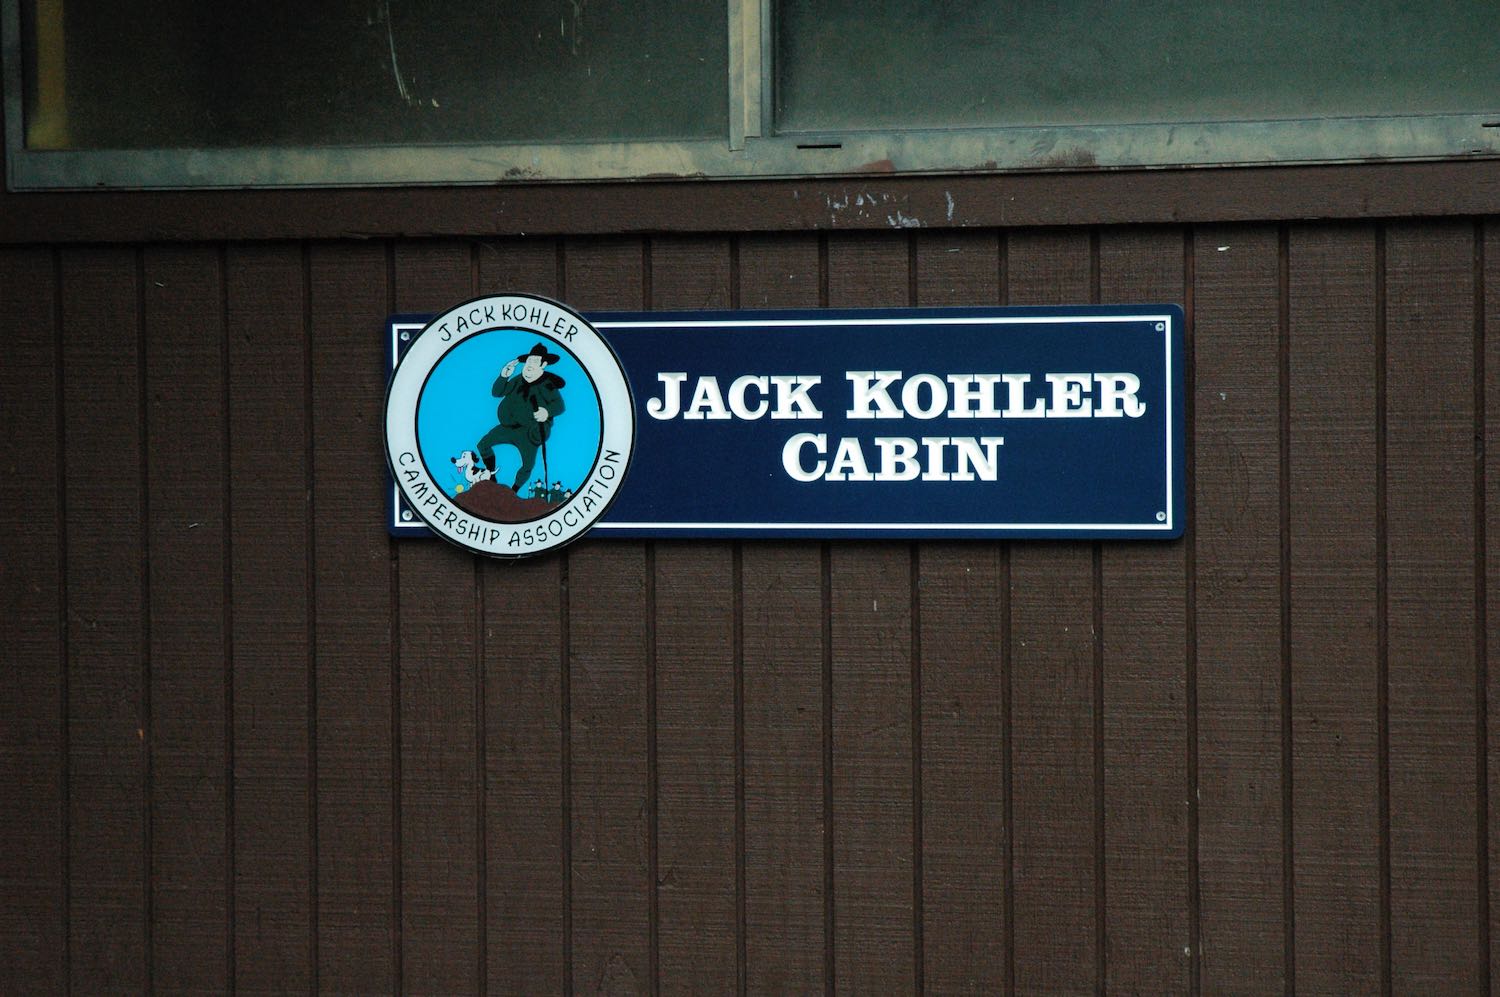 JACK KOHLER
CAMPERSHIP ASSOCIATION
JACK KOHLER
CABIN